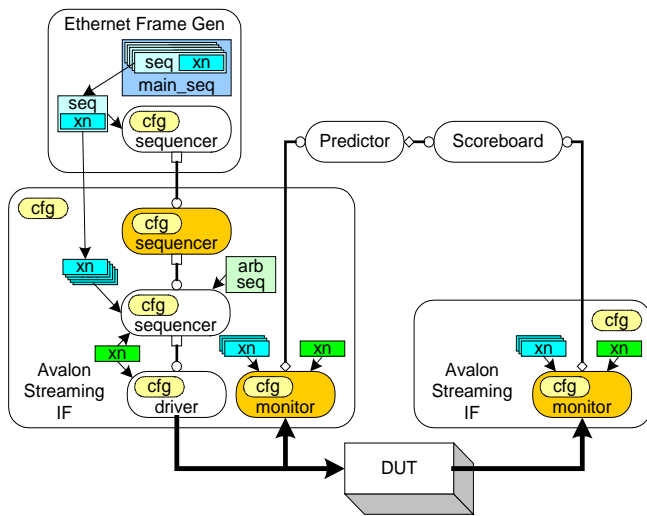 Ethernet Frame Gen
seq xn
main_seq
seq
xn
cfg
sequencer
Predictor
Scoreboard
cfg
cfg
sequencer
xn
arb
seq
cfg
sequencer
xn
cfg
driver
Avalon
Streaming
IF
xn
xn
cfg
monitor
cfg
xn
xn
Avalon
Streaming
IF
cfg
monitor
DUT